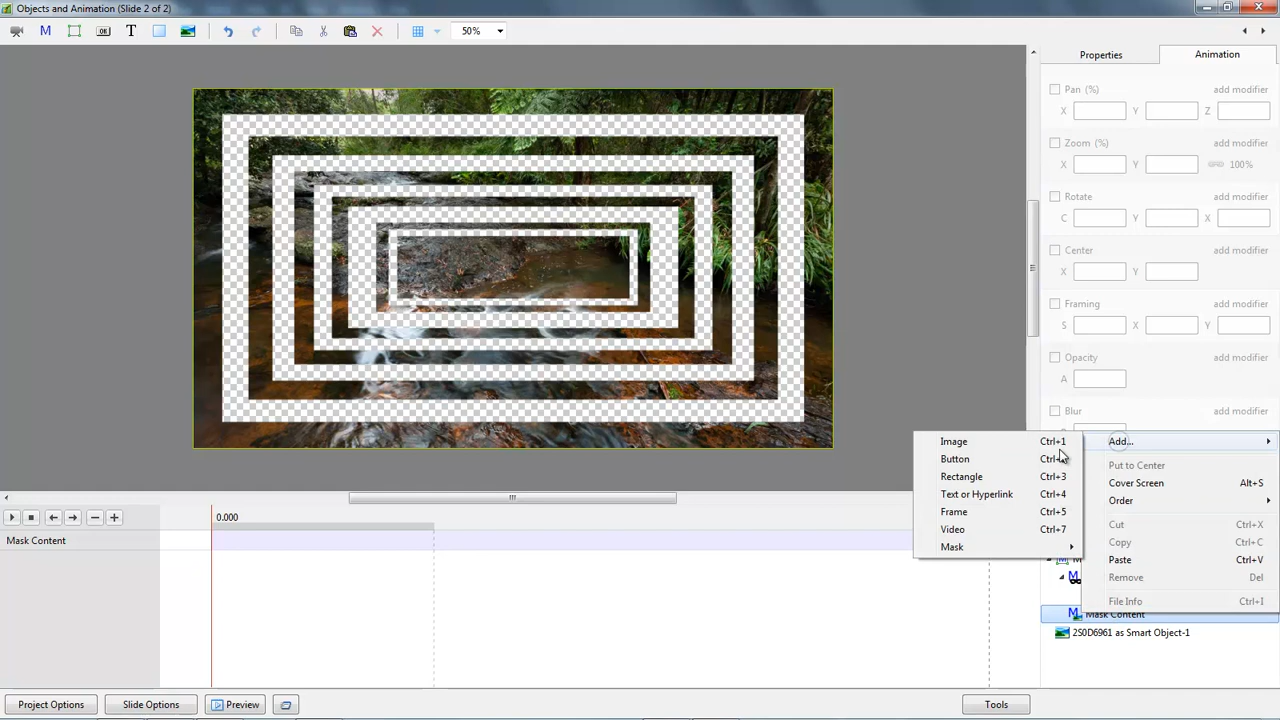 Objects and Animation (Slide 2 of 2)
M
OK
T
50%
Properties
Animation
Pan (%)
add modifier
X
Y
Z
Zoom (%)
add modifier
X
Y
100%
Rotate
add modifier
C
Y
X
Center
add modifier
X
Y
Framing
add modifier
S
X
Y
Opacity
add modifier
A
Blur
add modifier
Image Ctrl+1
Button
Rectangle Ctrl+3
Text or Hyperlink Ctrl+4
Frame Ctrl+5
Video Ctrl+7
Mask
Add...
Put to Center
Cover Screen Alt+S
Order
Cut Ctrl+X
Copy Ctrl+C
Paste Ctrl+V
Remove Del
File Info Ctrl+I
0.000
Mask Content
M
M
M
Mask Content
2S0D6961 as Smart Object-1
Project Options
Slide Options
Preview
Tools